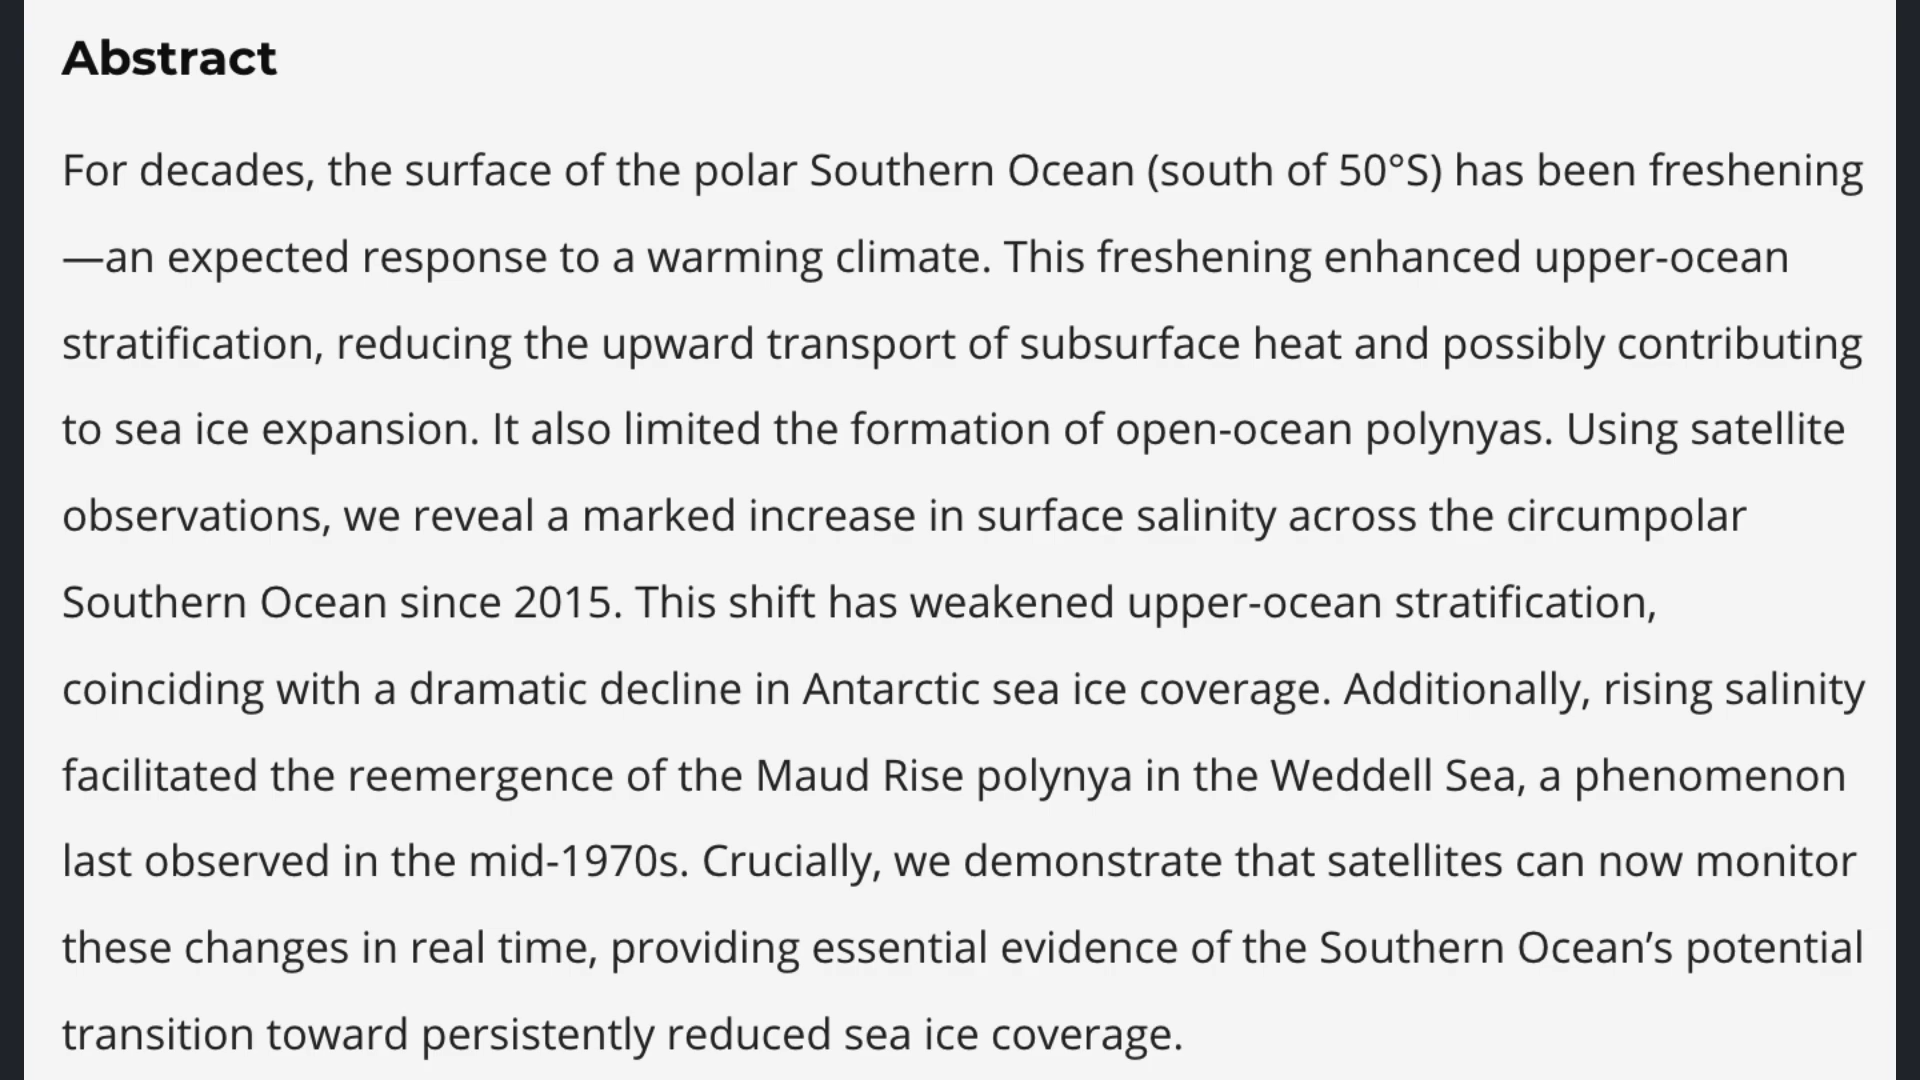 Abstract
For decades, the surface of the polar Southern Ocean (south of 50°S) has been freshening
—an expected response to a warming climate. This freshening enhanced upper-ocean
stratification, reducing the upward transport of subsurface heat and possibly contributing
to sea ice expansion. It also limited the formation of open-ocean polynyas. Using satellite
observations, we reveal a marked increase in surface salinity across the circumpolar
Southern Ocean since 2015. This shift has weakened upper-ocean stratification,
coinciding with a dramatic decline in Antarctic sea ice coverage. Additionally, rising salinity
facilitated the reemergence of the Maud Rise polynya in the Weddell Sea, a phenomenon
last observed in the mid-1970s. Crucially, we demonstrate that satellites can now monitor
these changes in real time, providing essential evidence of the Southern Ocean’s potential
transition toward persistently reduced sea ice coverage.